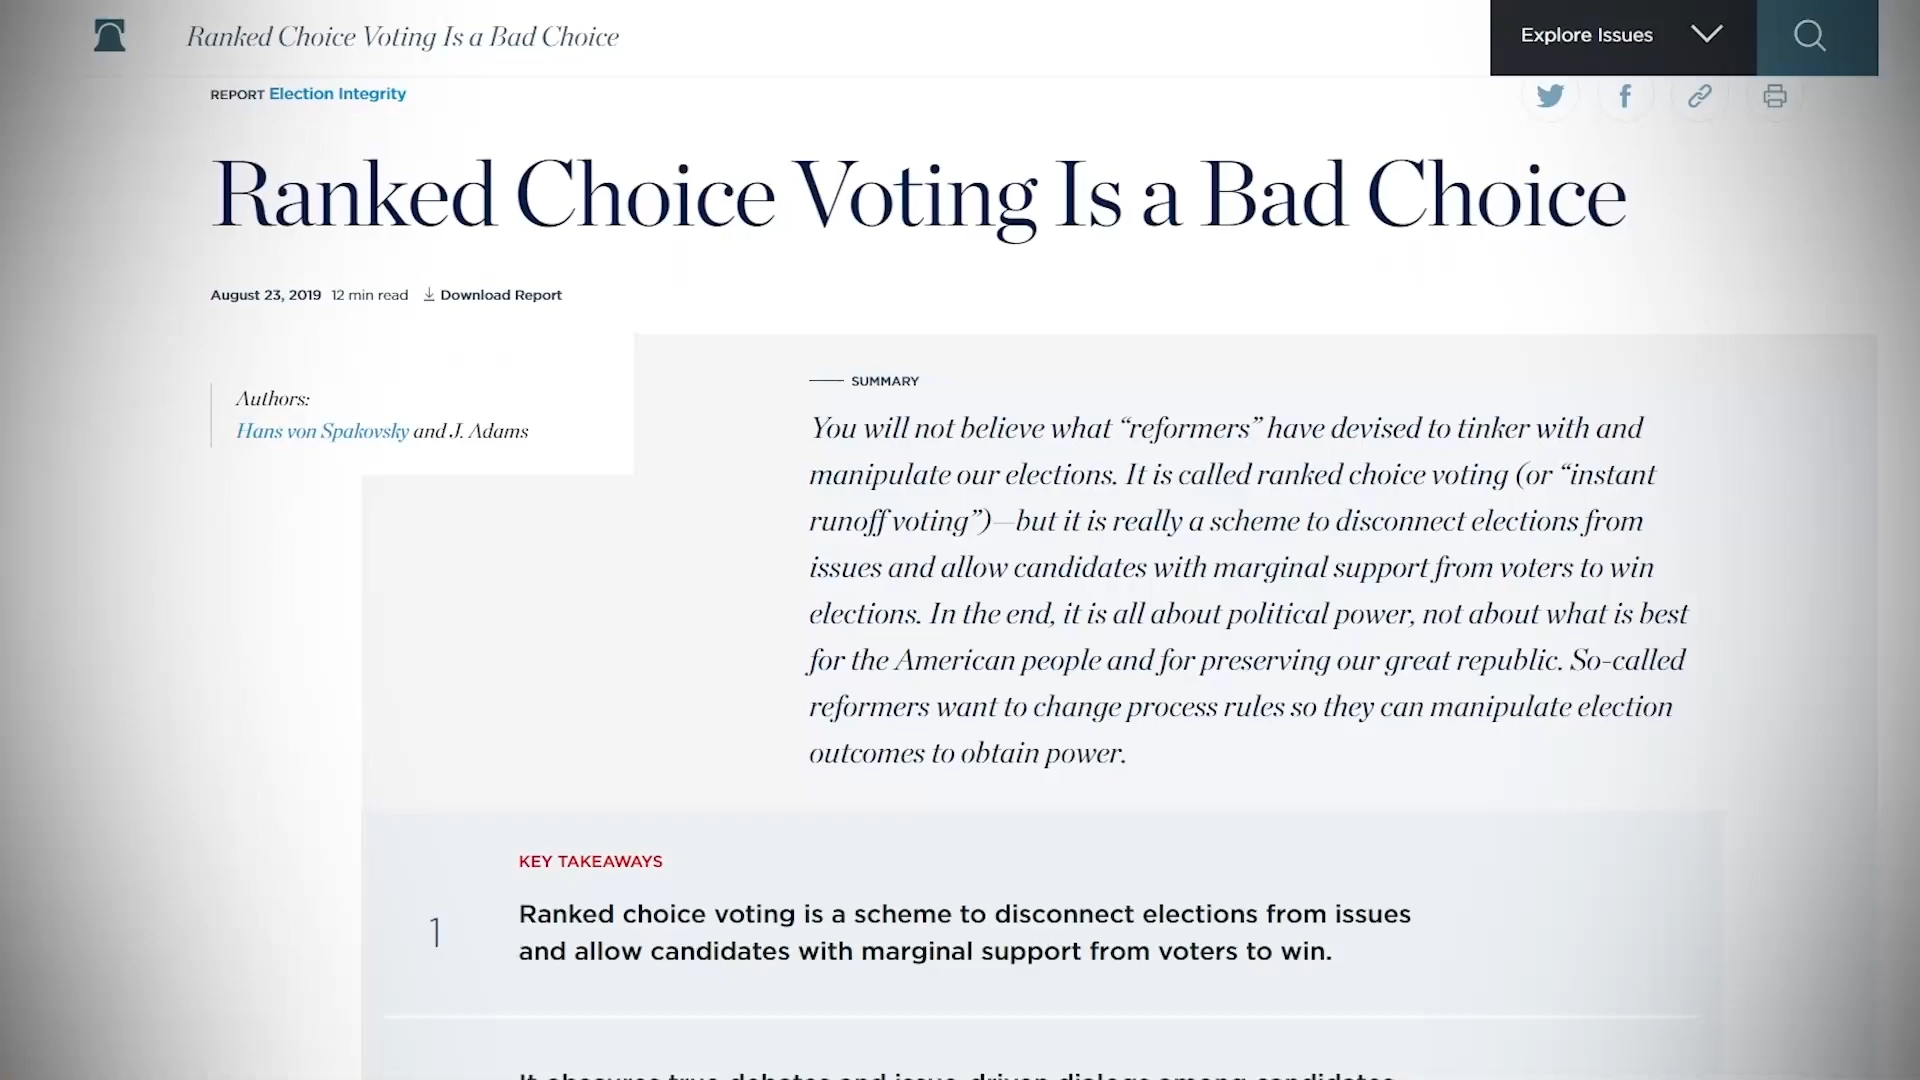 Ranked Choice Voting Is a Bad Choice
Explore Issues
REPORT Election Integrity
Ranked Choice Voting Is a Bad Choice
August 23, 2019 12 min read Download Report
Authors:
Hans von Spakovsky and J. Adams
SUMMARY
You will not believe what “reformers” have devised to tinker with and
manipulate our elections. It is called ranked choice voting (or “instant
runoff voting”)—but it is really a scheme to disconnect elections from
issues and allow candidates with marginal support from voters to win
elections. In the end, it is all about political power, not about what is best
for the American people and for preserving our great republic. So-called
reformers want to change process rules so they can manipulate election
outcomes to obtain power.
KEY TAKEAWAYS
1
Ranked choice voting is a scheme to disconnect elections from issues
and allow candidates with marginal support from voters to win.